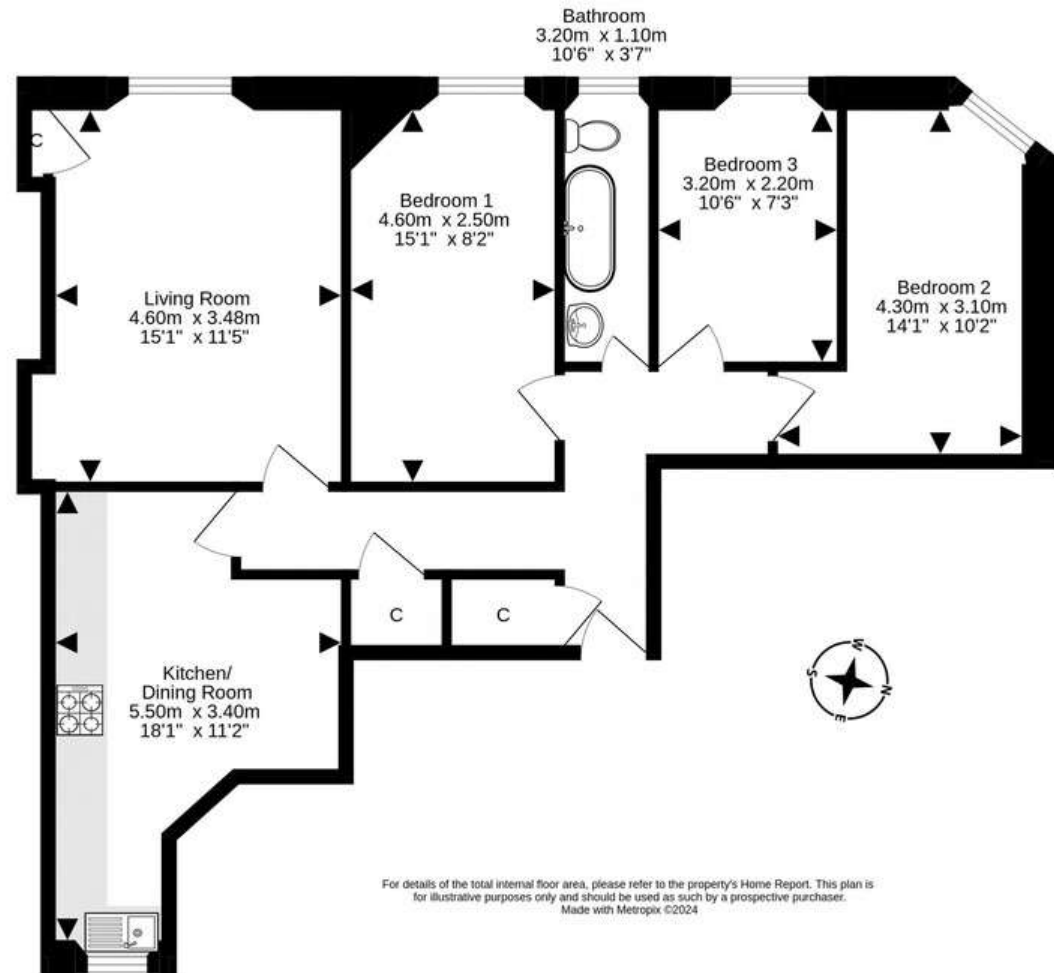 Bathroom
3.20m x 1.10m
10'6" x 3'7"
C
Bedroom 3
3.20m x 2.20m
10'6" x 7'3"
Bedroom 1
4.60m x 2.50m
15'1" x 8'2"
Living Room
4.60m x 3.48m
15'1" x 11'5"
Bedroom 2
4.30m x 3.10m
14'1" x 10'2"
C
C
Kitchen/
Dining Room
5.50m x 3.40m
18'1" x 11'2"
W
S
N
E
For details of the total internal floor area, please refer to the property's Home Report. This plan is
for illustrative purposes only and should be used as such by a prospective purchaser.
Made with Metropix ©2024